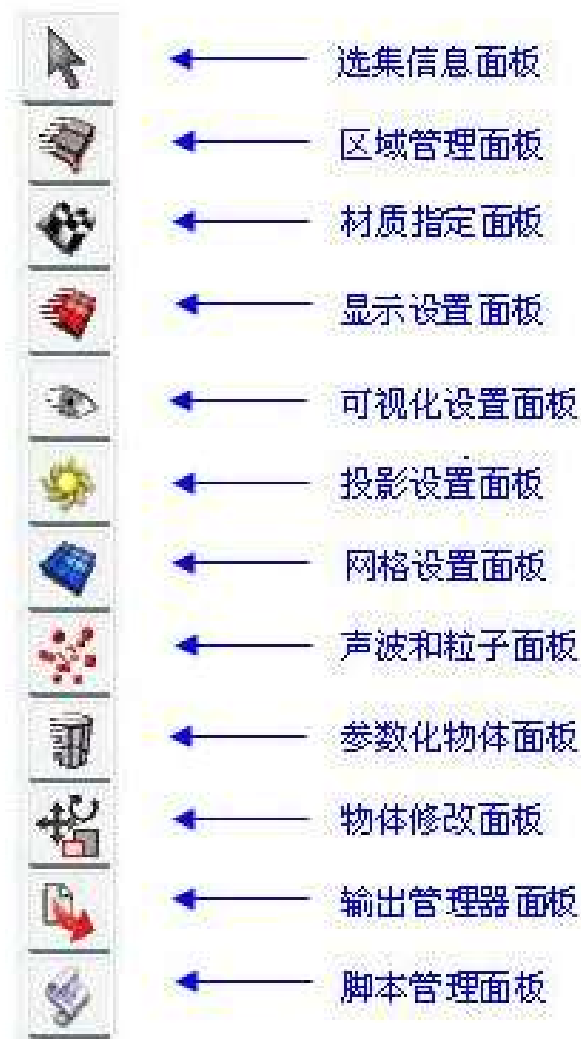 选集信息面板
区域管理面板
材质指定面板
显示设置面板
可视化设置面板
投影设置面板
网格设置面板
声波和粒子面板
参数化物体面板
物体修改面板
输出管理器面板
脚本管理面板